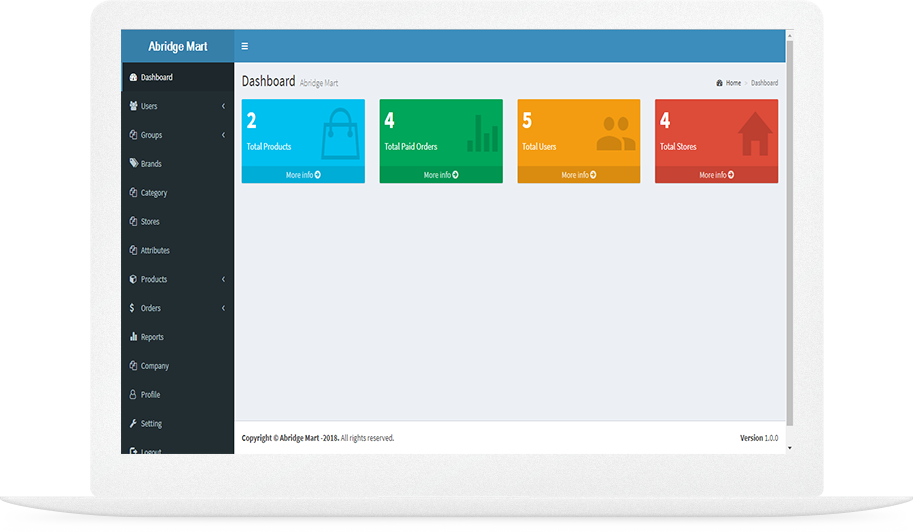 Abridge Mart
Dashboard
Users
Groups
Brands
Category
Stores
Attributes
Products
Orders
Reports
Company
Profile
Setting
Logout
Dashboard Abridge Mart
Home > Dashboard
2
Total Products
More info
4
Total Paid Orders
More info
5
Total Users
More info
4
Total Stores
More info
Copyright © Abridge Mart -2018. All rights reserved.
Version 1.0.0